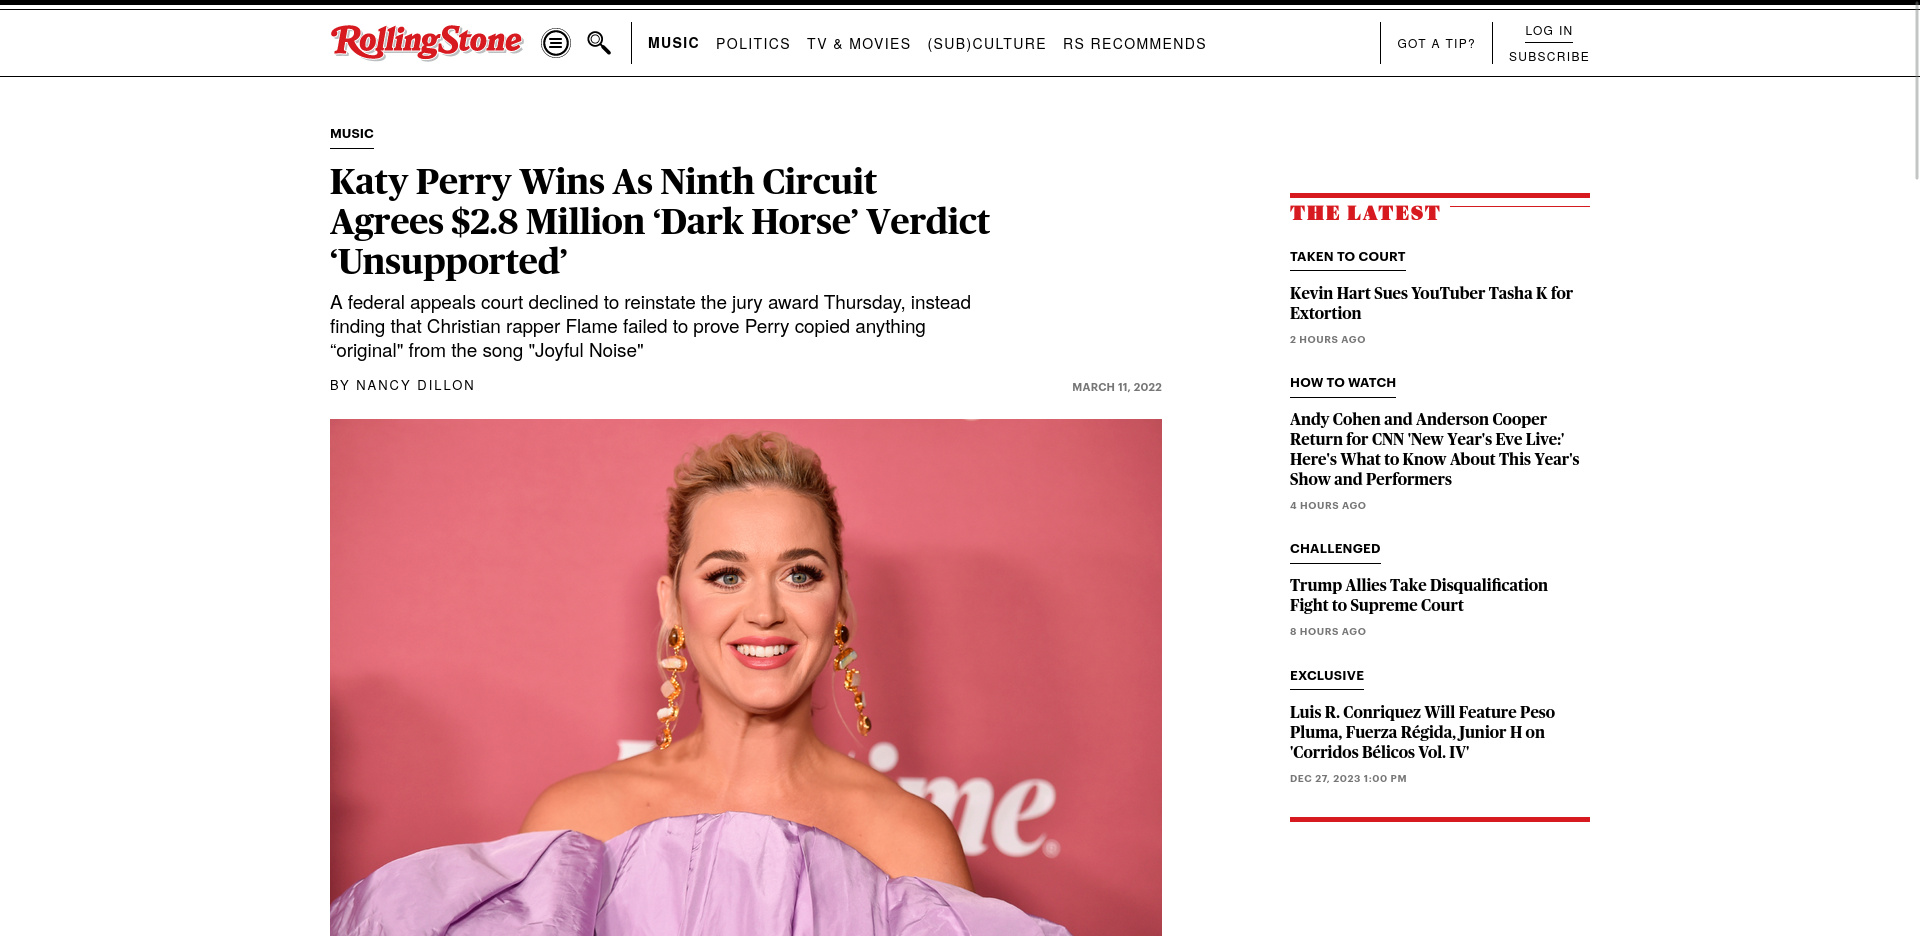 RollingStone
MUSIC POLITICS TV & MOVIES (SUB)CULTURE RS RECOMMENDS
GOT A TIP?
LOG IN
SUBSCRIBE
MUSIC
Katy Perry Wins As Ninth Circuit
Agrees $2.8 Million ‘Dark Horse’ Verdict
‘Unsupported’
A federal appeals court declined to reinstate the jury award Thursday, instead
finding that Christian rapper Flame failed to prove Perry copied anything
“original" from the song "Joyful Noise"
BY NANCY DILLON
MARCH 11, 2022
THE LATEST
TAKEN TO COURT
Kevin Hart Sues YouTuber Tasha K for
Extortion
2 HOURS AGO
HOW TO WATCH
Andy Cohen and Anderson Cooper
Return for CNN 'New Year's Eve Live:'
Here's What to Know About This Year's
Show and Performers
4 HOURS AGO
CHALLENGED
Trump Allies Take Disqualification
Fight to Supreme Court
8 HOURS AGO
EXCLUSIVE
Luis R. Conriquez Will Feature Peso
Pluma, Fuerza Régida, Junior H on
'Corridos Bélicos Vol. IV'
DEC 27, 2023 1:00 PM